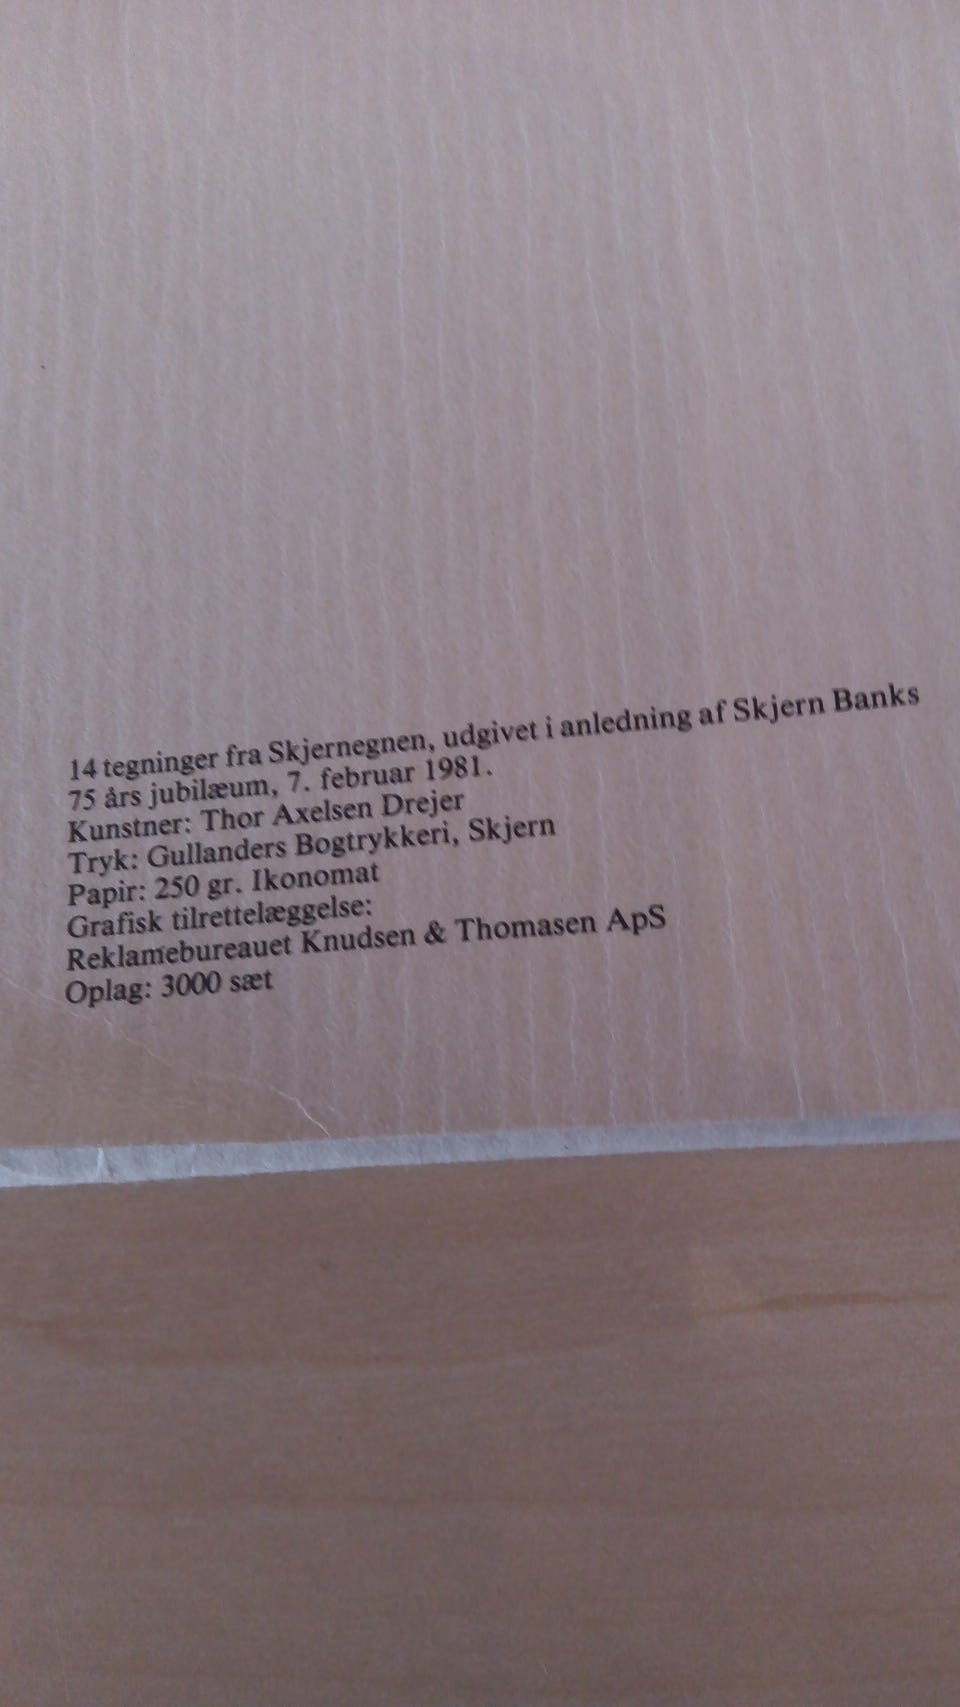 14 tegninger fra Skjernegnen, udgivet i anledning af Skjern Banks
75 års jubilæum, 7. februar 1981.
Kunstner: Thor Axelsen Drejer
Tryk: Gullanders Bogtrykkeri, Skjern
Papir: 250 gr. Ikonomat
Grafisk tilrettelæggelse:
Reklamebureauet Knudsen & Thomasen ApS
Oplag: 3000 sæt